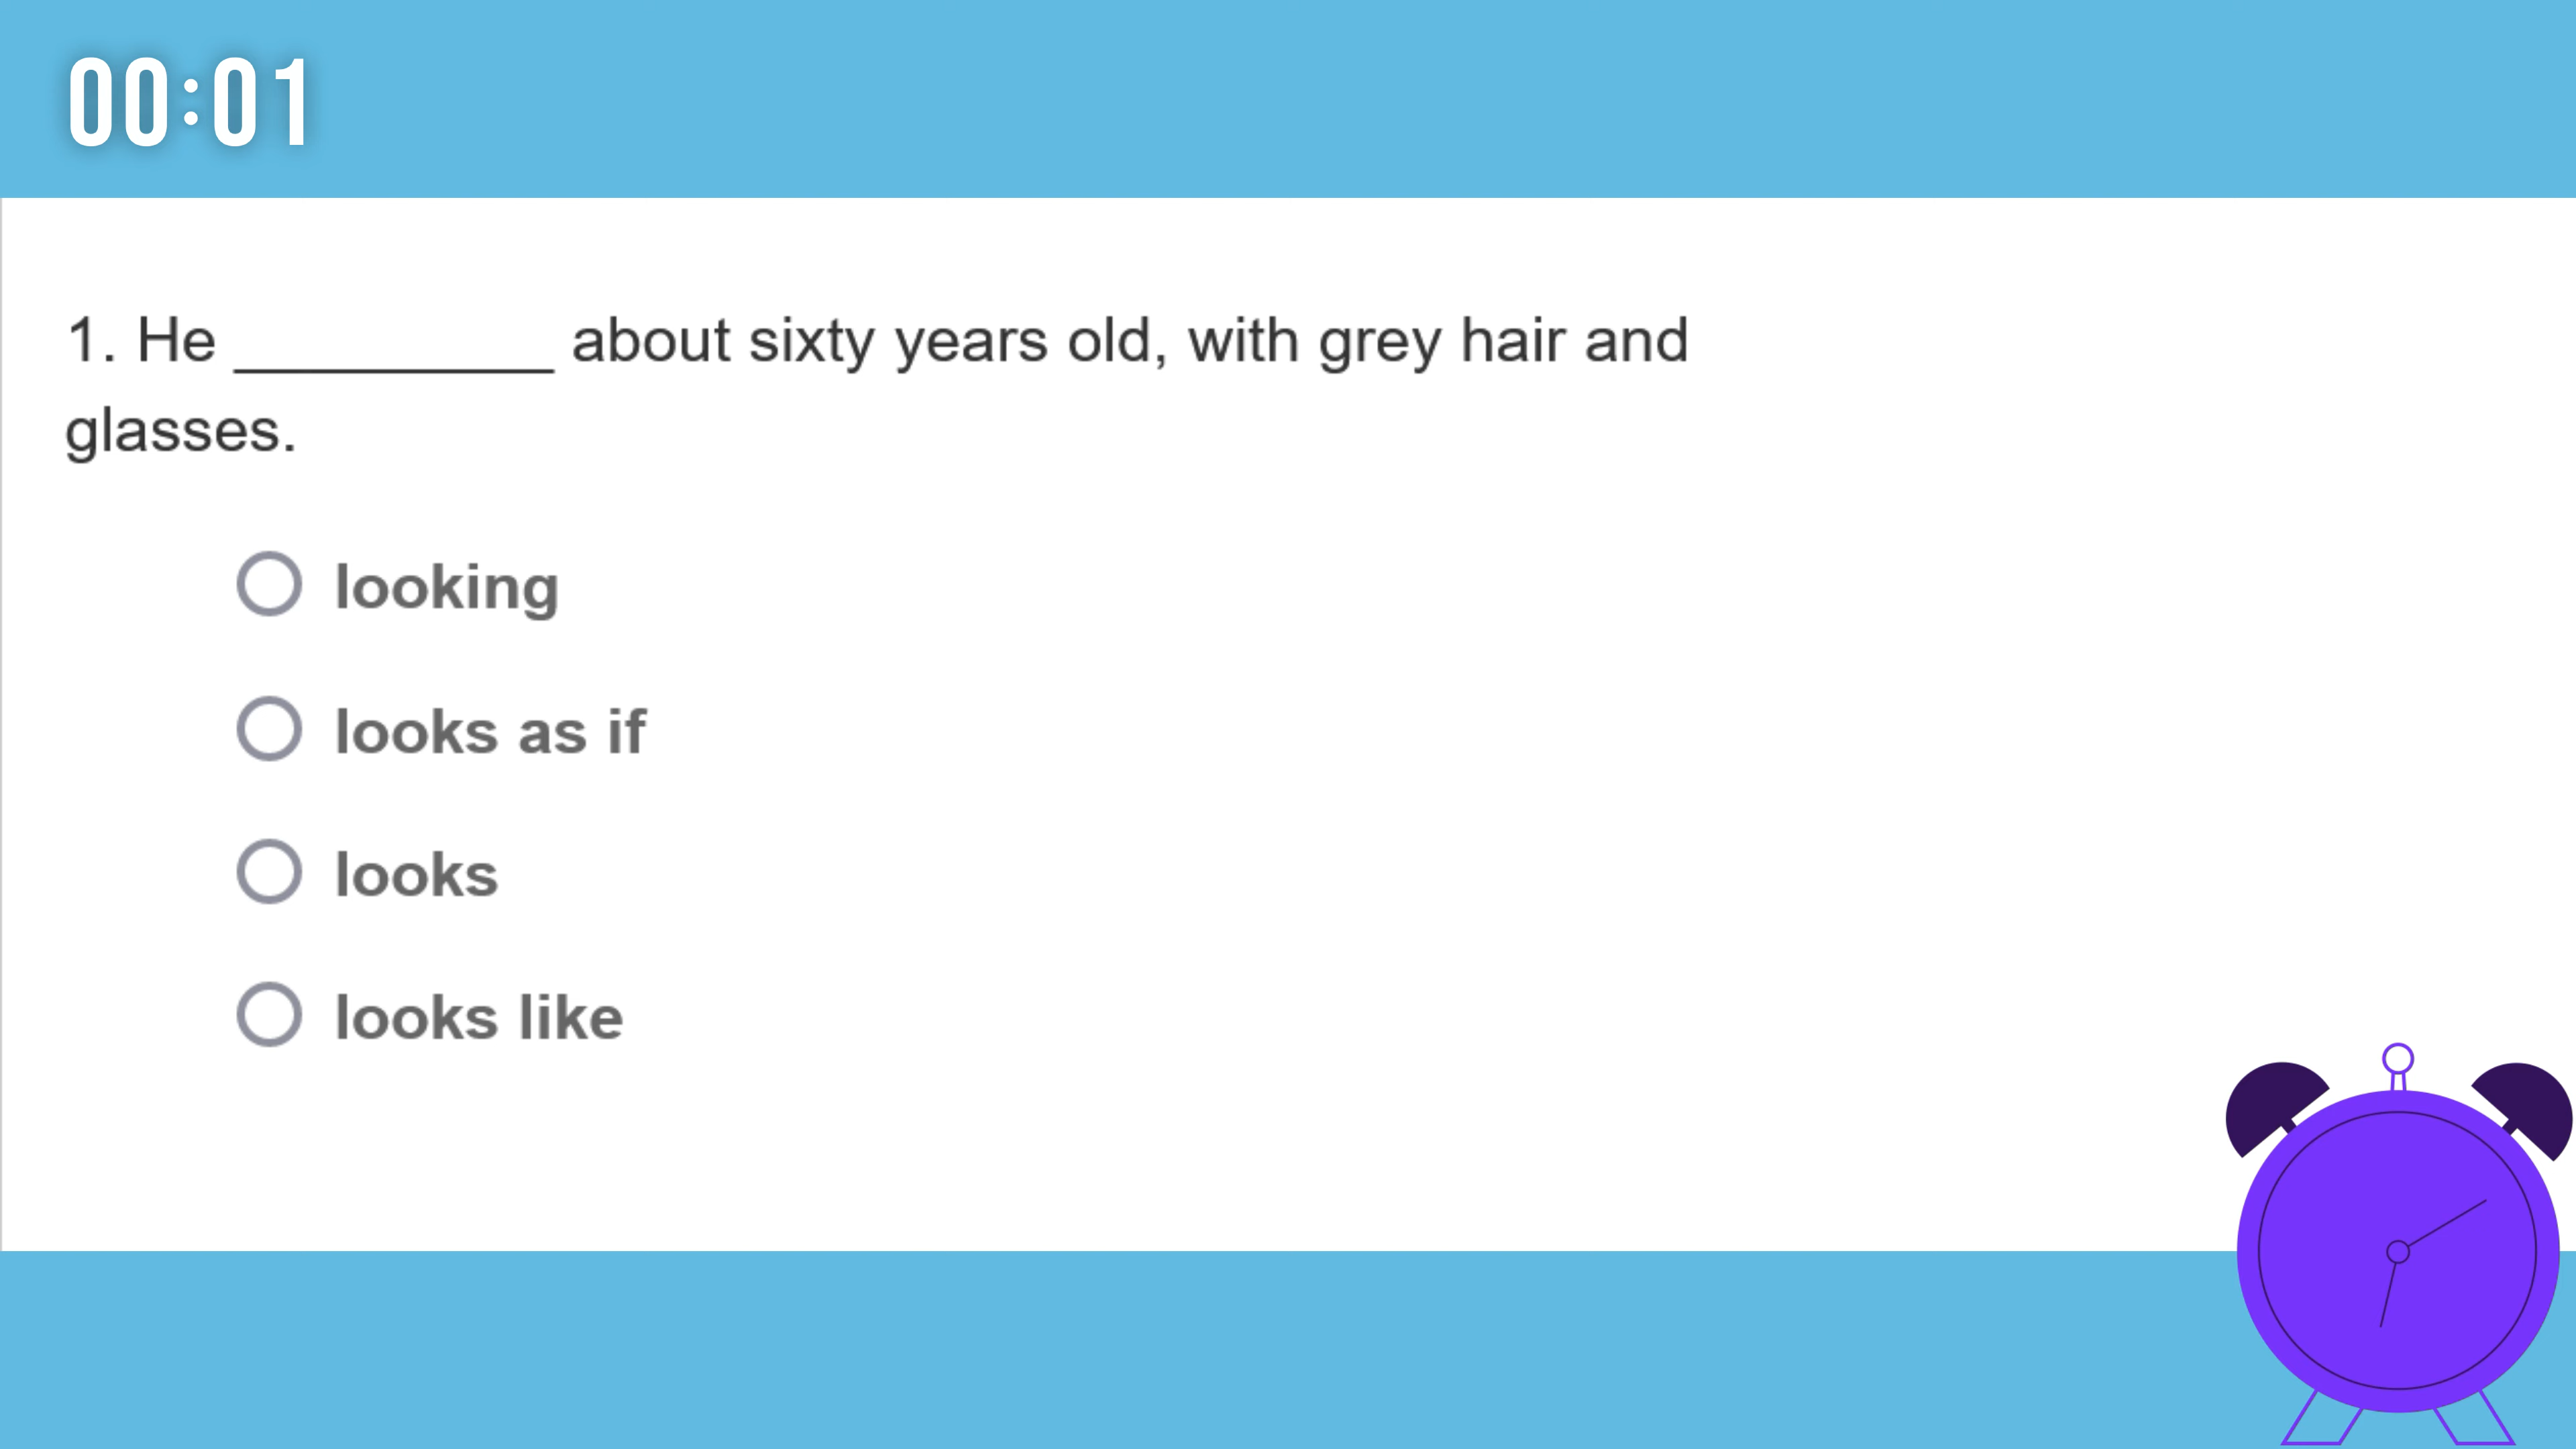 00:01
1. He __________ about sixty years old, with grey hair and
glasses.
looking
looks as if
looks
looks like